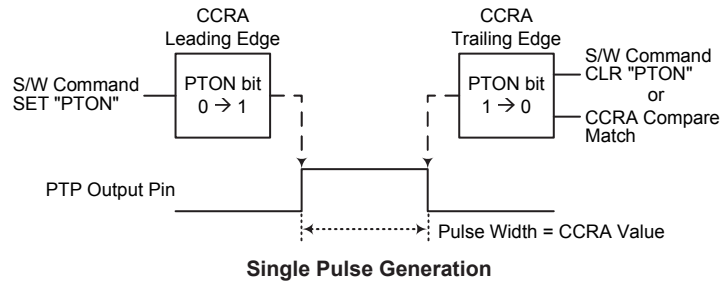 CCRA
Leading Edge
CCRA
Trailing Edge
S/W Command
SET "PTON"
PTON bit
0 → 1
PTON bit
1 → 0
S/W Command
CLR "PTON"
or
CCRA Compare
Match
PTP Output Pin
Pulse Width = CCRA Value
Single Pulse Generation